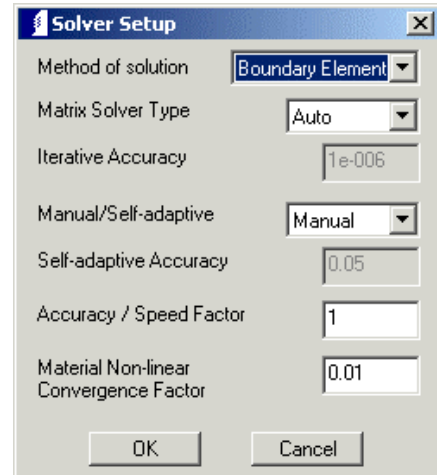 Solver Setup
Method of solution Boundary Element
Matrix Solver Type Auto
Iterative Accuracy 1e-006
Manual/Self-adaptive Manual
Self-adaptive Accuracy 0.05
Accuracy / Speed Factor 1
Material Non-linear
Convergence Factor 0.01
OK Cancel